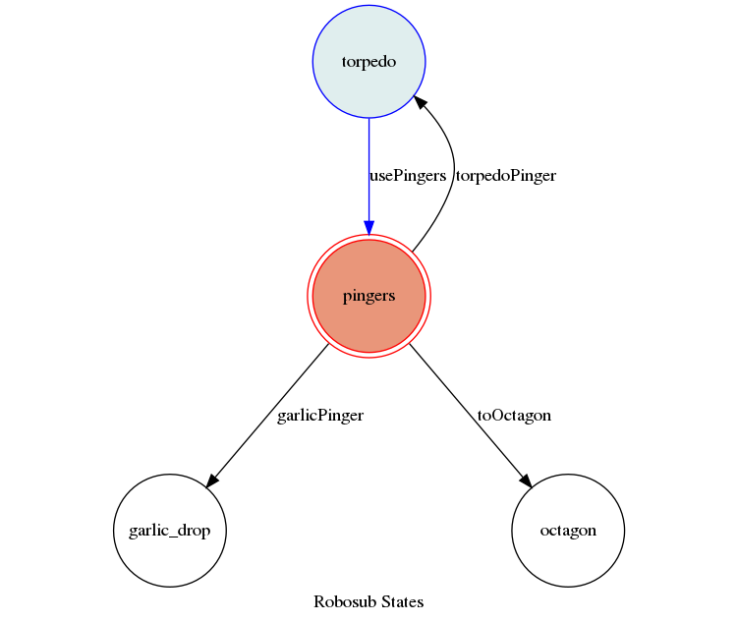 torpedo
usePingers
torpedoPinger
pingers
garlicPinger
toOctagon
garlic_drop
octagon
Robosub States